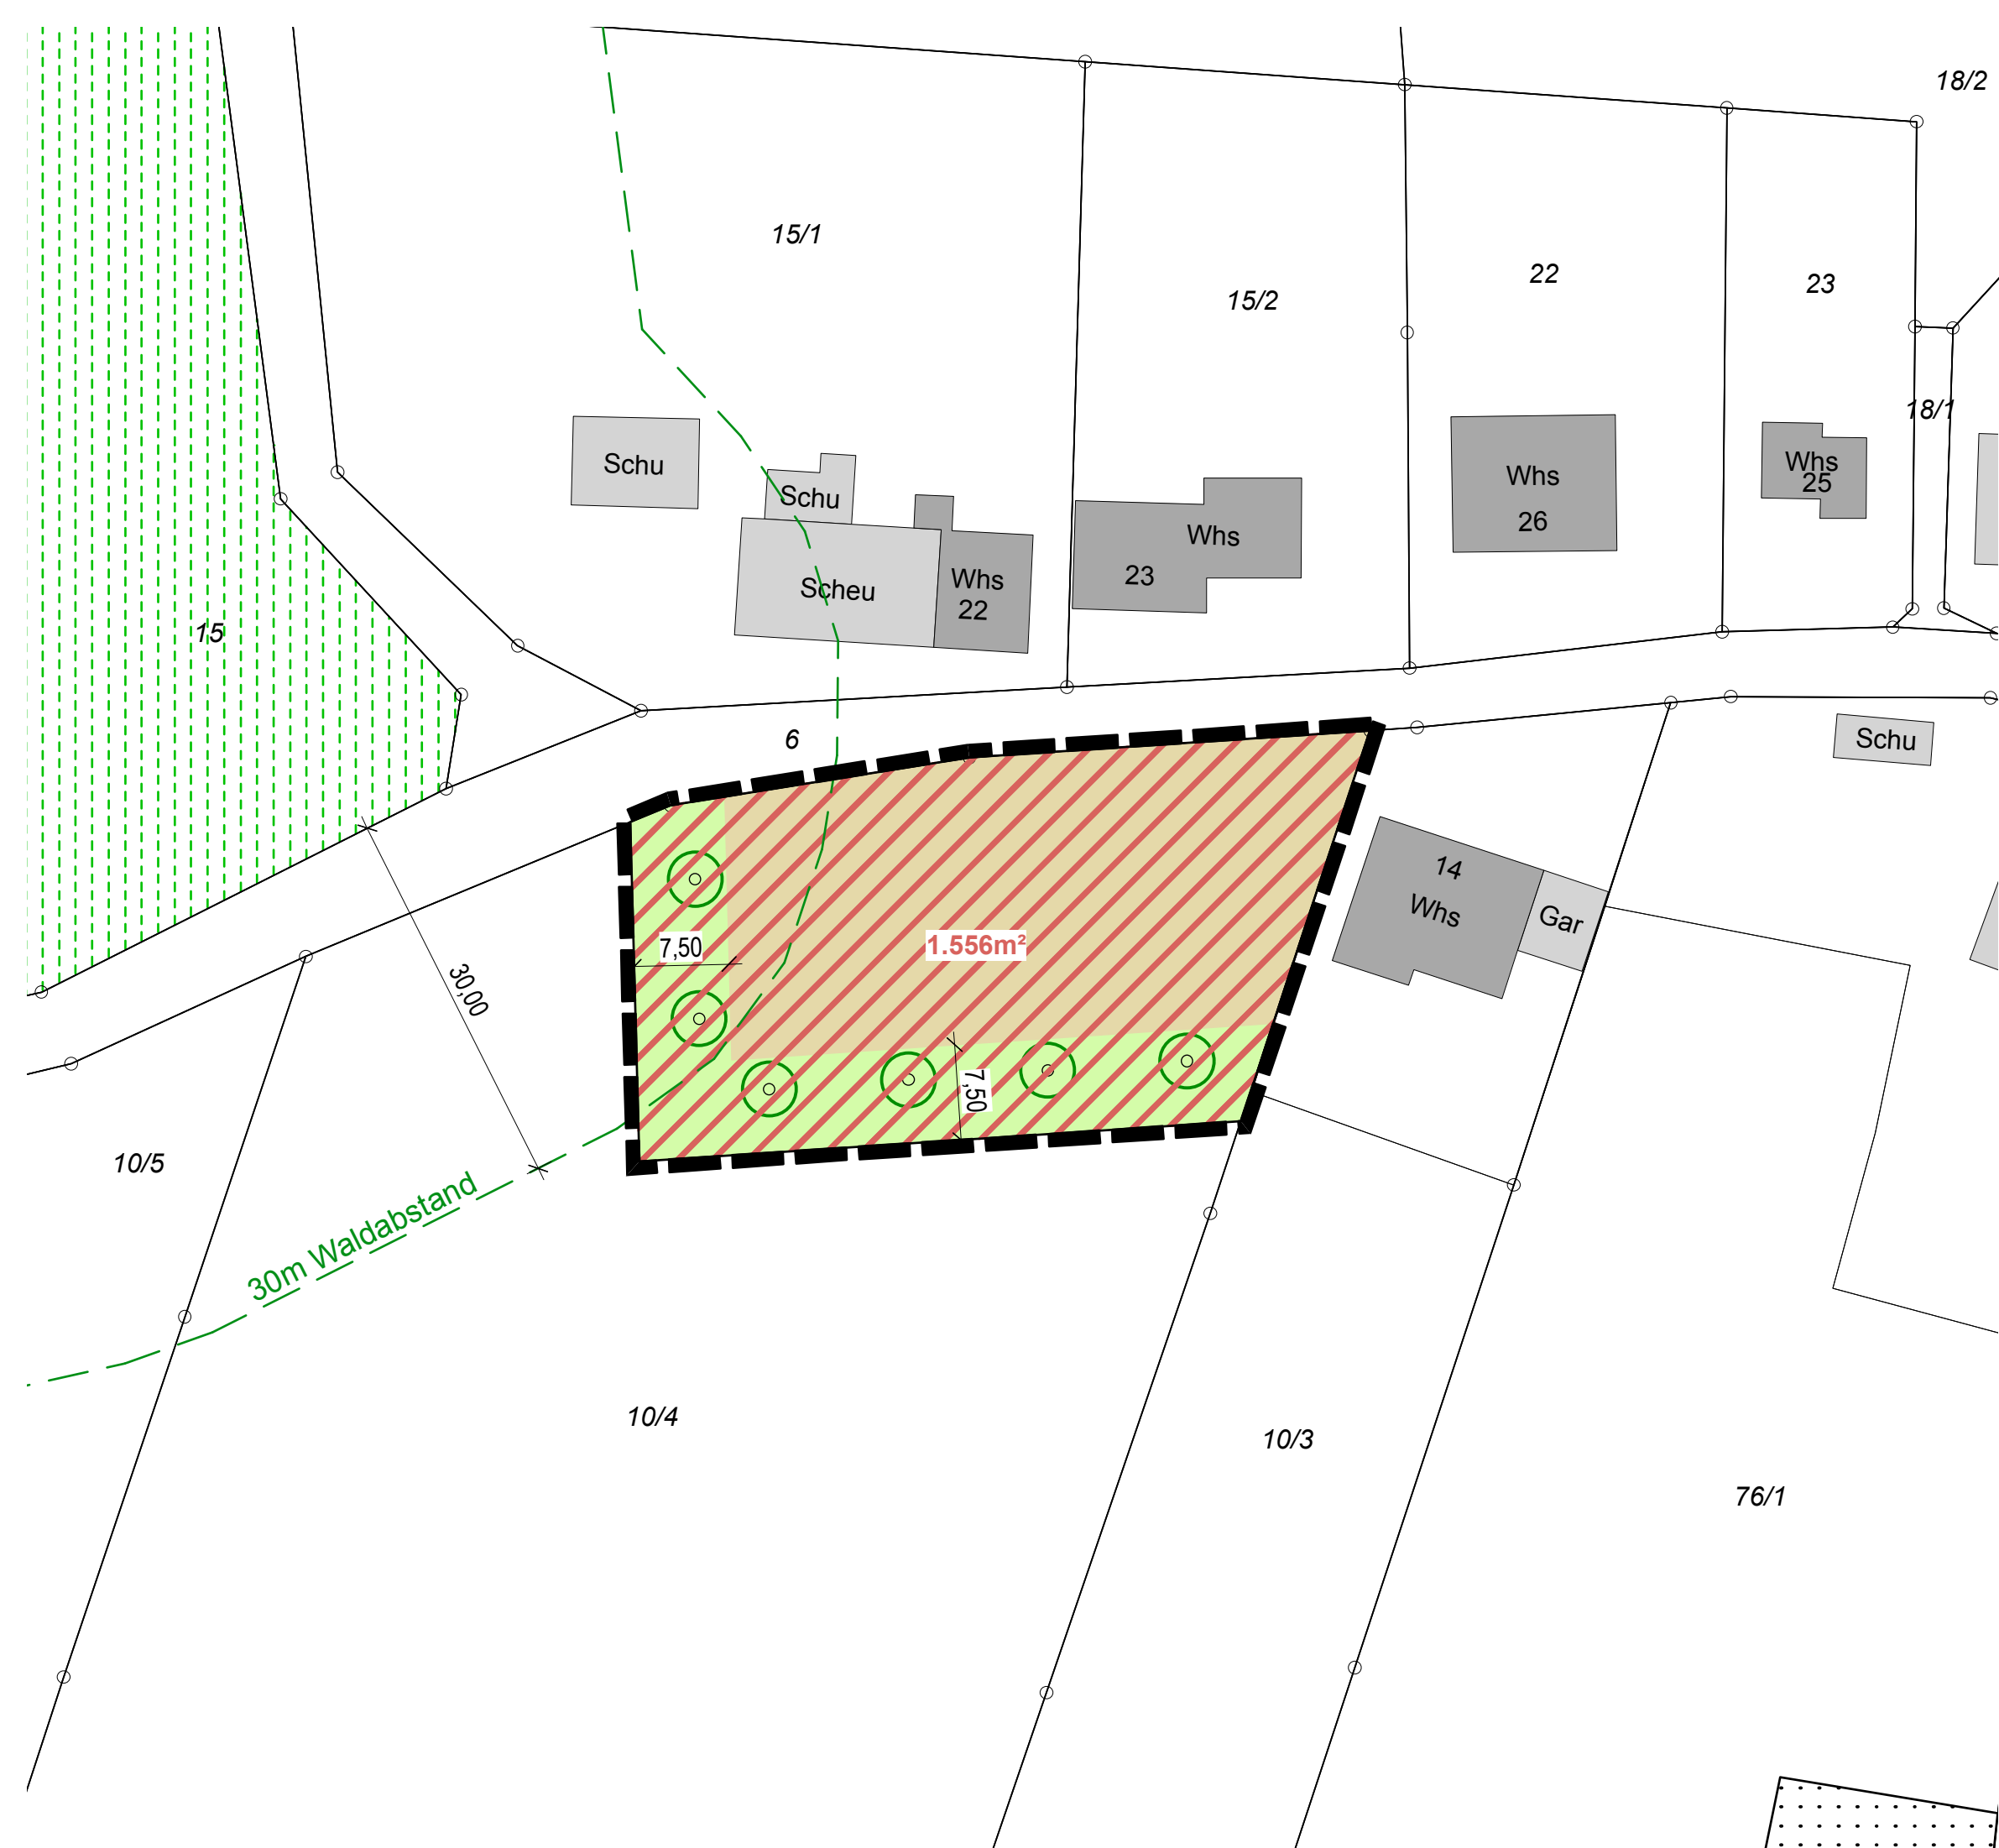 18/2
15/1
22
23
15/2
18/1
Schu
Schu
Whs
26
Whs
25
Scheu
Whs
22
Whs
23
15
6
Schu
14
Whs
Gar
7,50
1.556m²
30,00
7,50
10/5
30m Waldabstand
10/4
10/3
76/1